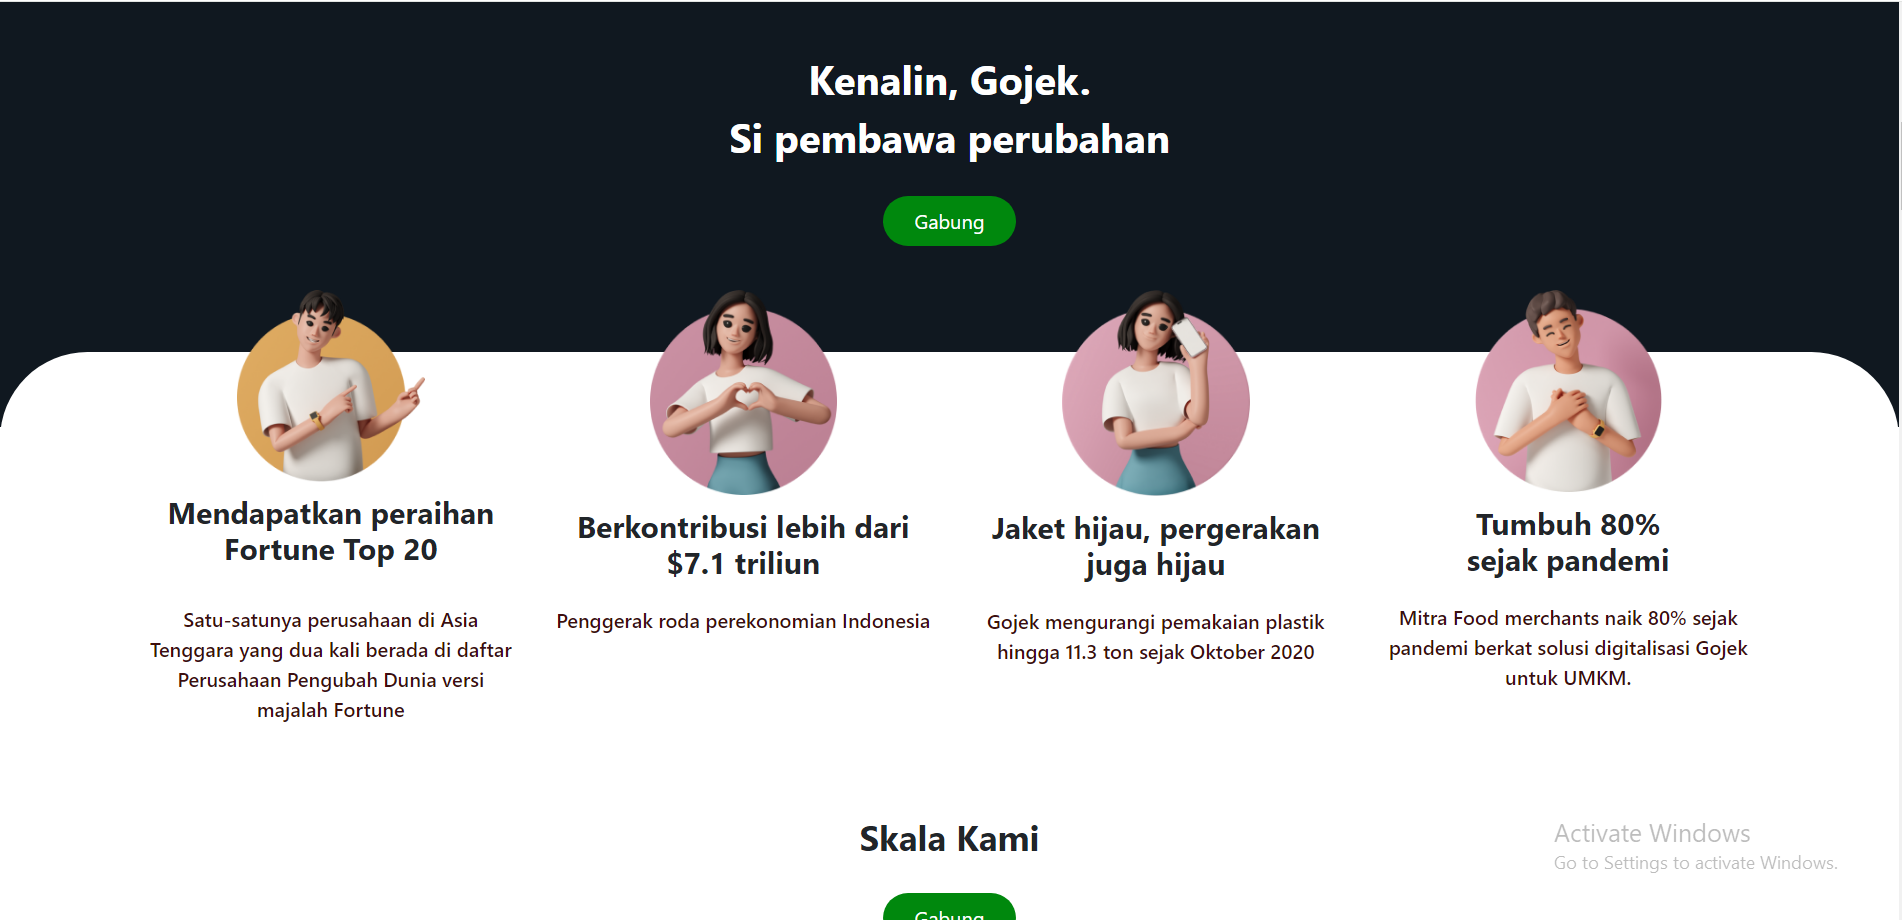 Kenalin, Gojek.
Si pembawa perubahan
Gabung
Mendapatkan peraihan
Fortune Top 20
Satu-satunya perusahaan di Asia
Tenggara yang dua kali berada di daftar
Perusahaan Pengubah Dunia versi
majalah Fortune
Berkontribusi lebih dari
$7.1 triliun
Penggerak roda perekonomian Indonesia
Jaket hijau, pergerakan
juga hijau
Gojek mengurangi pemakaian plastik
hingga 11.3 ton sejak Oktober 2020
Tumbuh 80%
sejak pandemi
Mitra Food merchants naik 80% sejak
pandemi berkat solusi digitalisasi Gojek
untuk UMKM.
Skala Kami
Gabung
Activate Windows
Go to Settings to activate Windows.